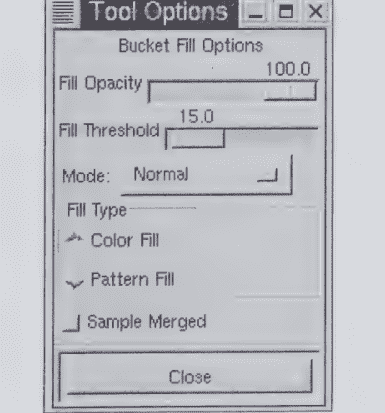 Tool Options
Bucket Fill Options
100.0
Fill Opacity
15.0
Fill Threshold
Mode: Normal
Fill Type
Color Fill
Pattern Fill
Sample Merged
Close